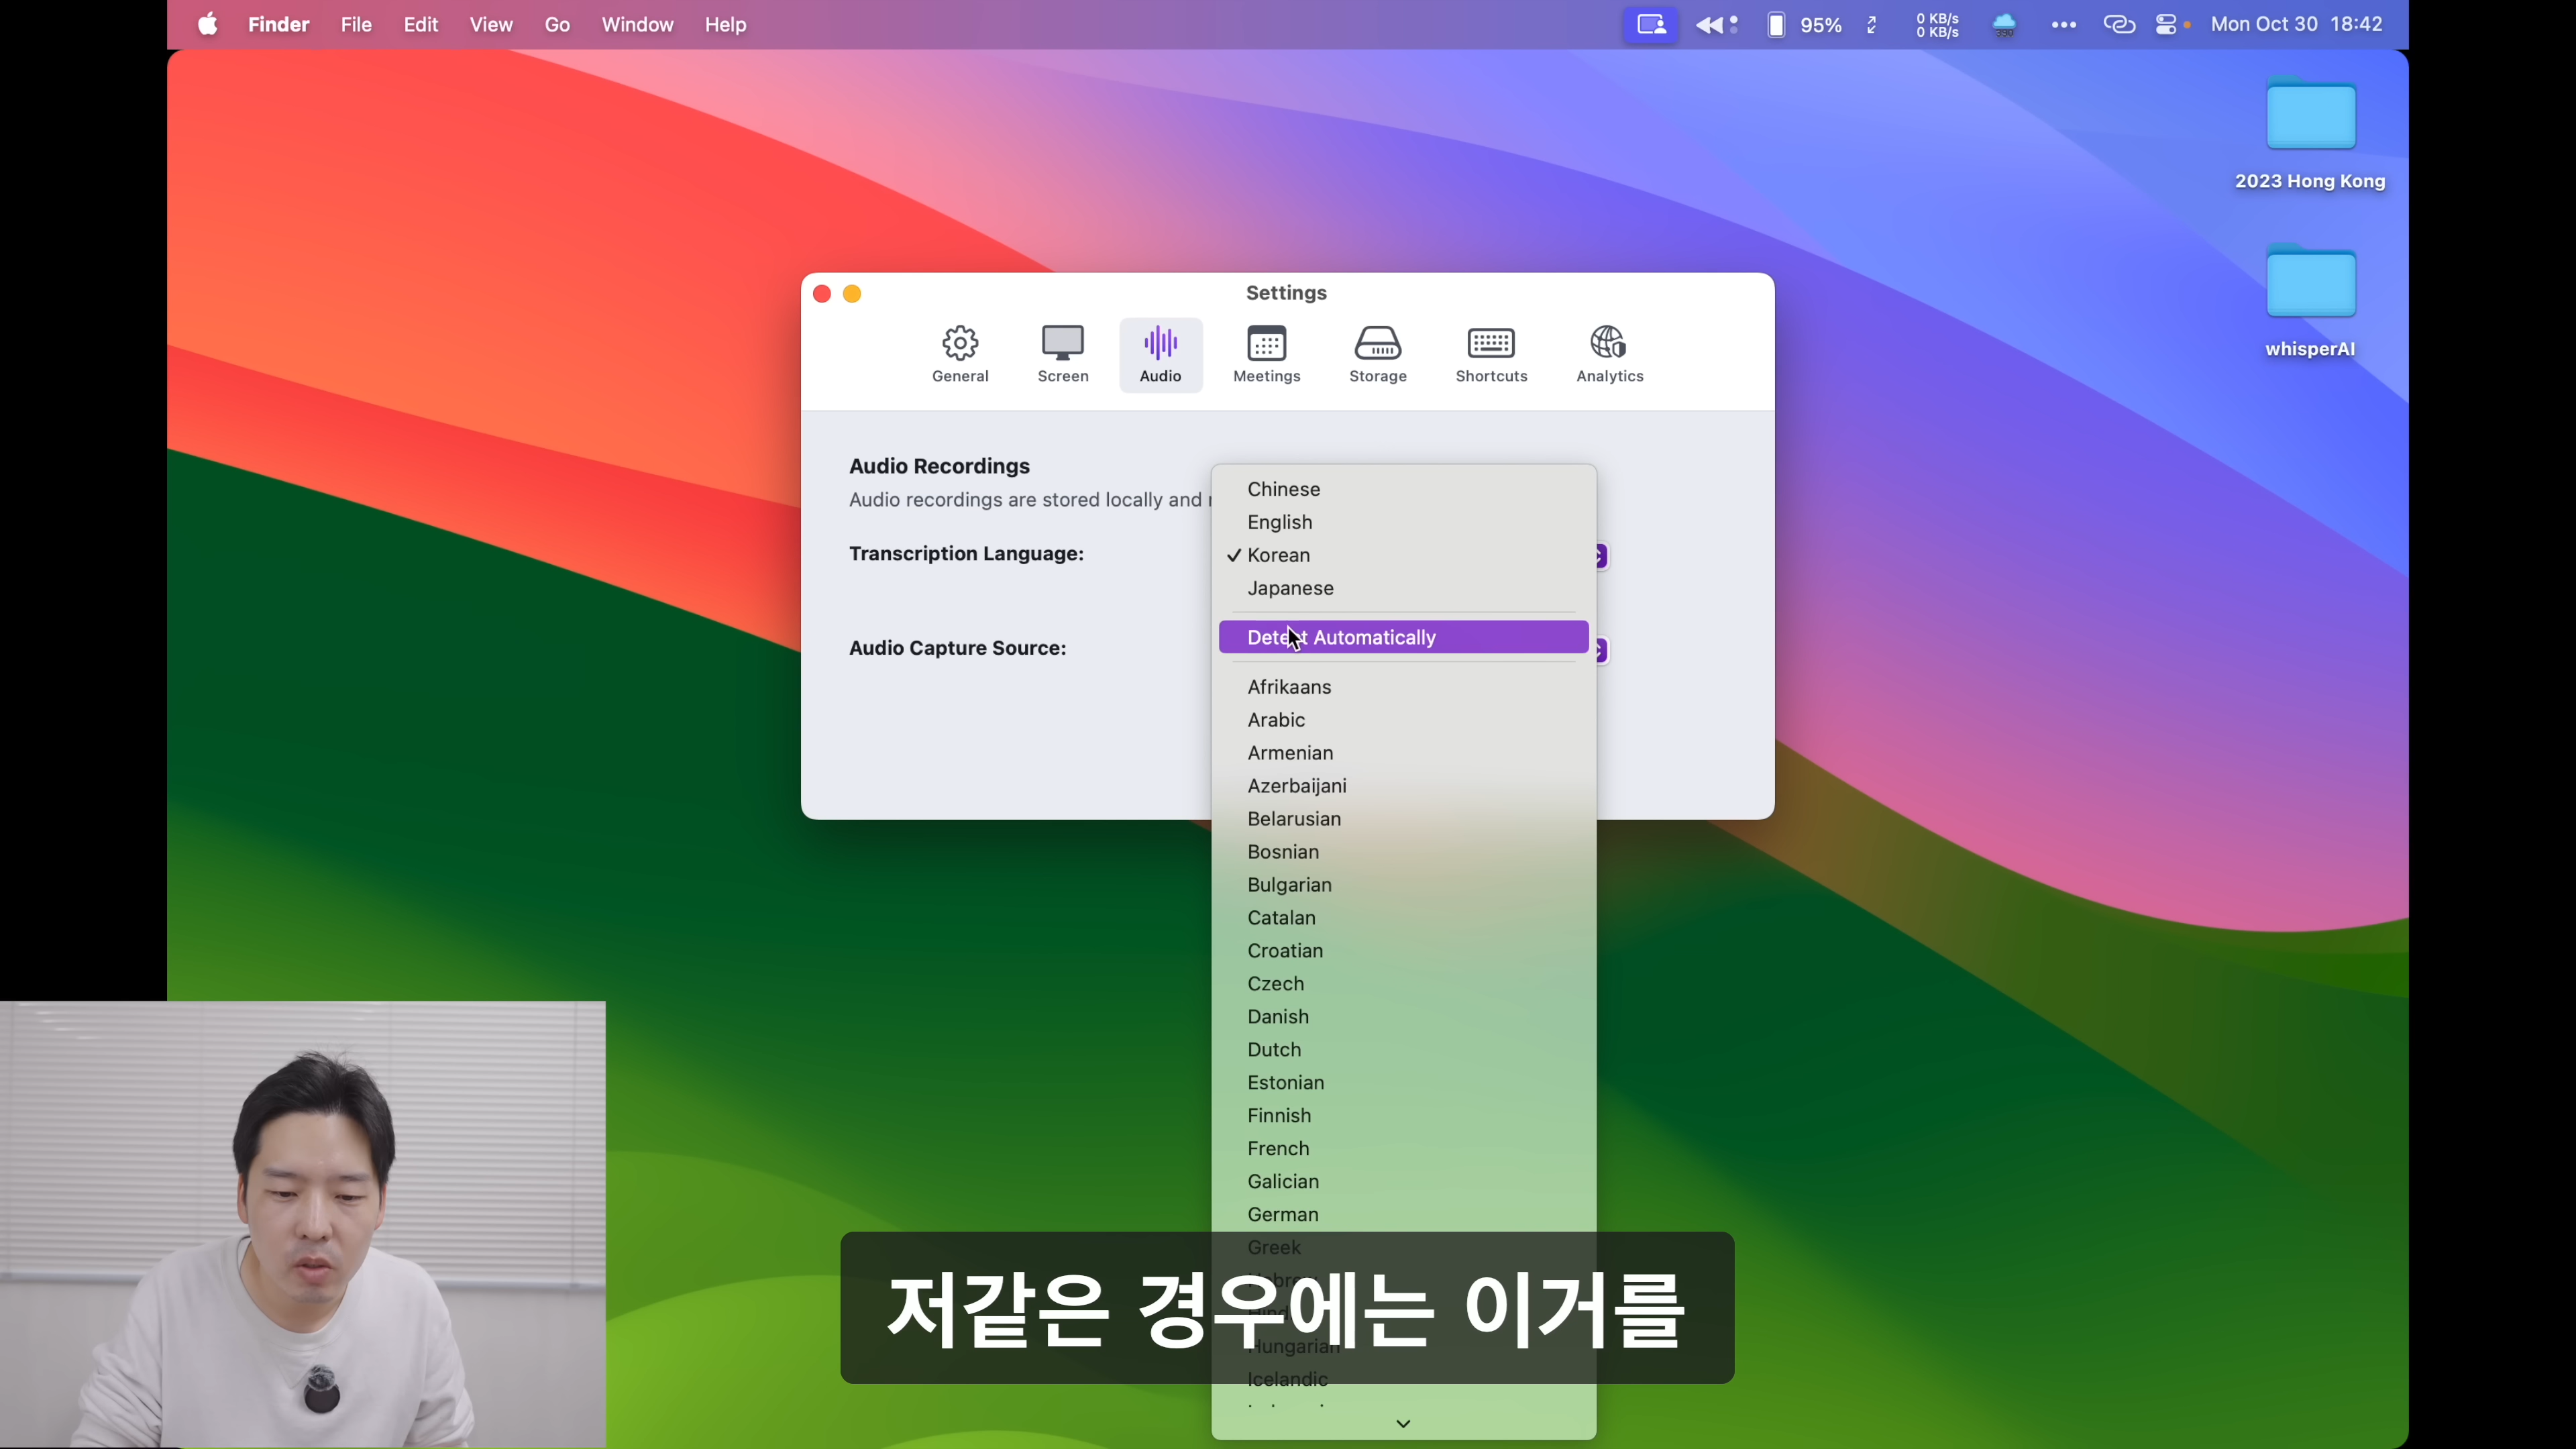 Finder File Edit View Go Window Help 95% 0 KB/s Mon Oct 30 18:42
0 KB/s
2023 Hong Kong
whisperAI
Settings
General Screen Audio Meetings Storage Shortcuts Analytics
Audio Recordings
Audio recordings are stored locally and
Transcription Language:
Audio Capture Source:
Chinese
English
✓ Korean
Japanese
Detect Automatically
Afrikaans
Arabic
Armenian
Azerbaijani
Belarusian
Bosnian
Bulgarian
Catalan
Croatian
Czech
Danish
Dutch
Estonian
Finnish
French
Galician
German
Greek
Hungarian
Icelandic
저같은 경우에는 이거를